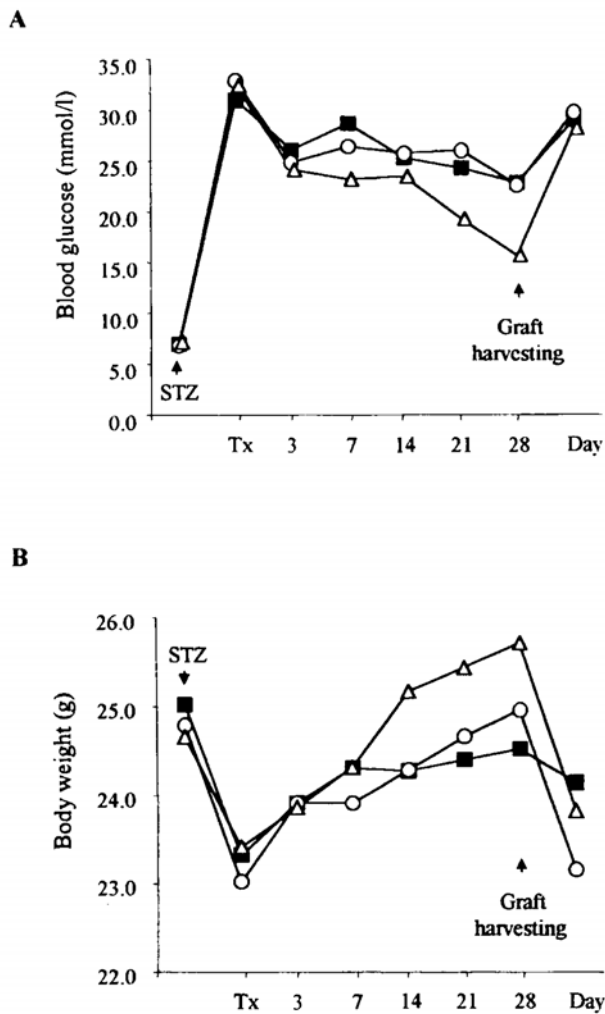 A
Blood glucose (mmol/l)
35.0
30.0
25.0
20.0
15.0
10.0
5.0
0.0
STZ
Graft
harvesting
Tx 3 7 14 21 28 Day
B
Body weight (g)
26.0
25.0
24.0
23.0
22.0
STZ
Graft
harvesting
Tx 3 7 14 21 28 Day